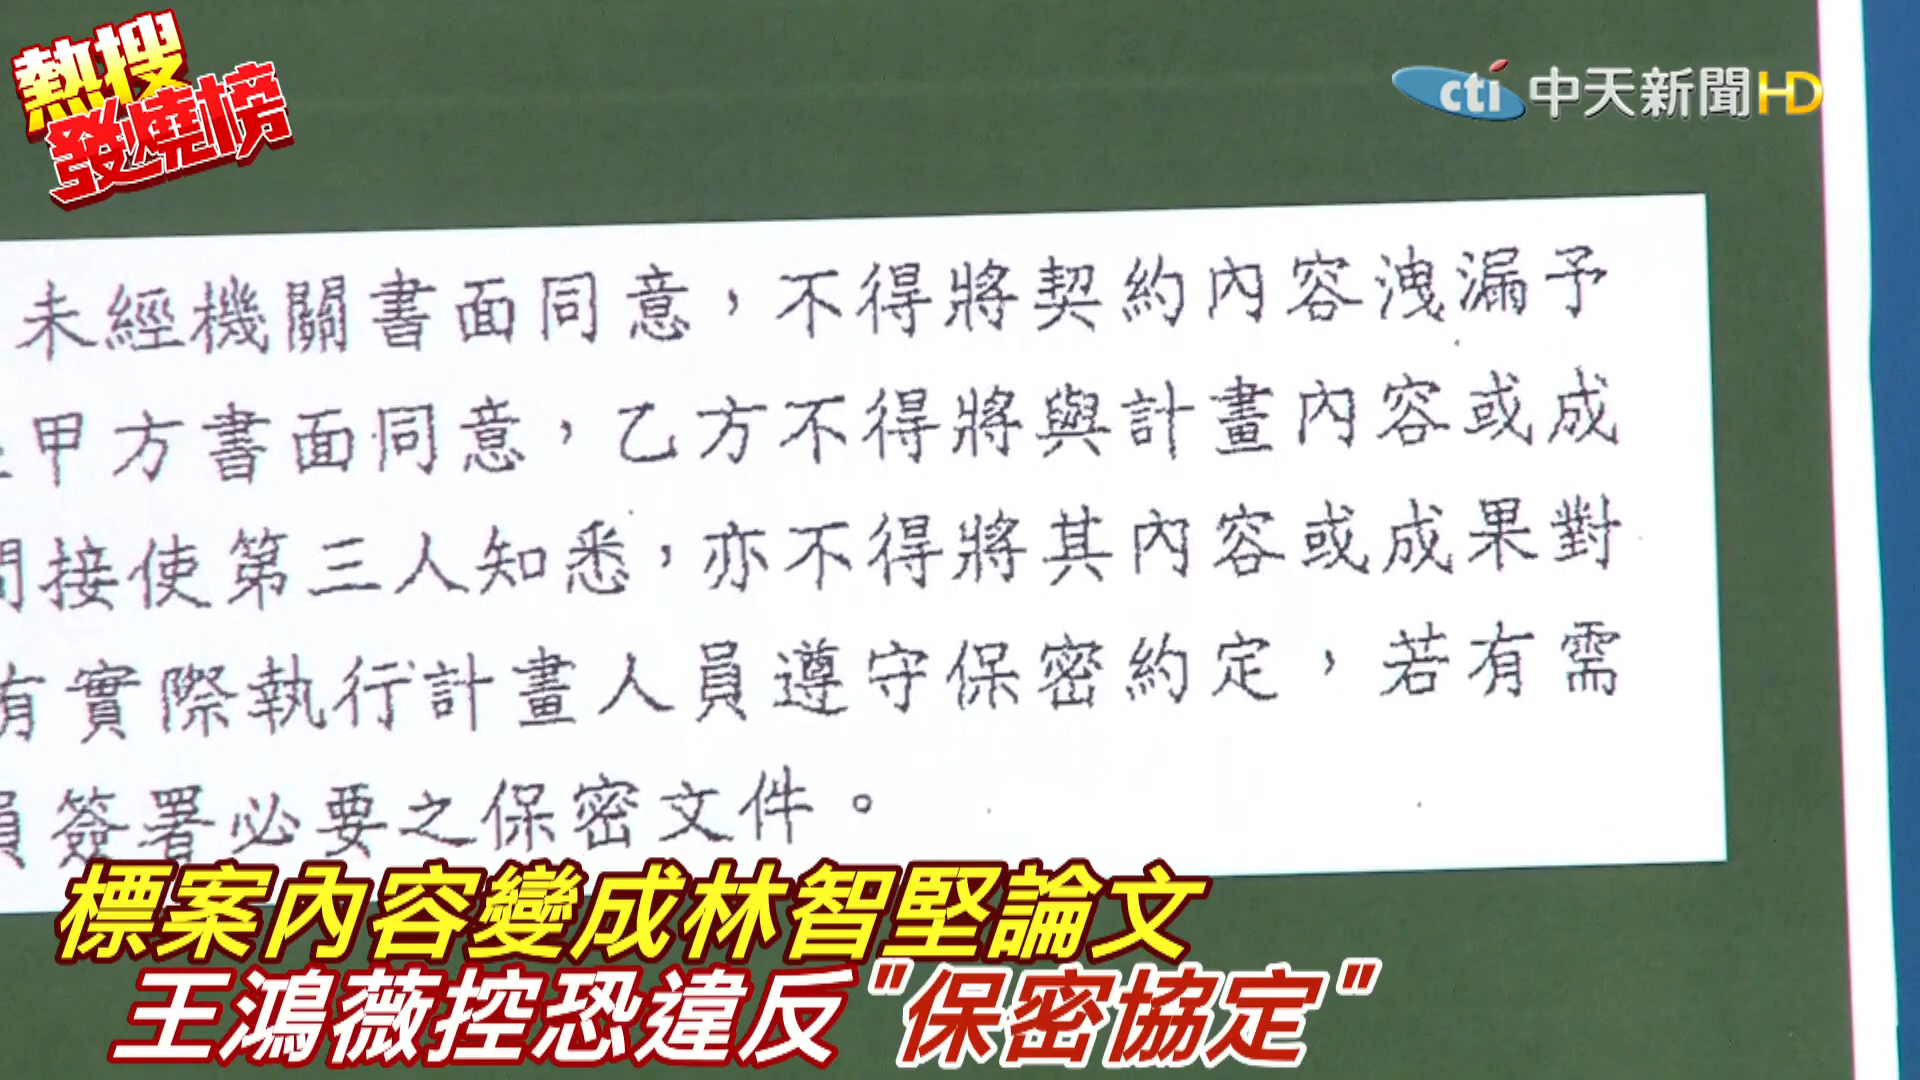 熱搜
發燒榜
cti 中天新聞HD
未經機關書面同意,不得將契約內容洩漏予
甲方書面同意,乙方不得將與計畫內容或成
間接使第三人知悉,亦不得將其內容或成果對
有實際執行計畫人員遵守保密約定,若有需
員簽署必要之保密文件。
標案內容變成林智堅論文
王鴻薇控恐違反"保密協定"